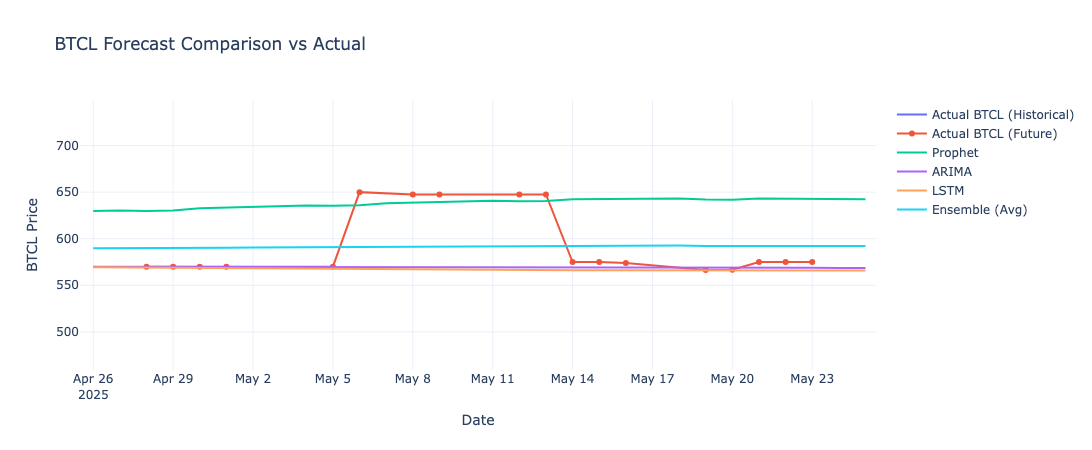 BTCL Forecast Comparison vs Actual
Actual BTCL (Historical)
Actual BTCL (Future)
Prophet
ARIMA
LSTM
Ensemble (Avg)
BTCL Price
700
650
600
550
500
Apr 26 Apr 29 May 2 May 5 May 8 May 11 May 14 May 17 May 20 May 23
2025
Date